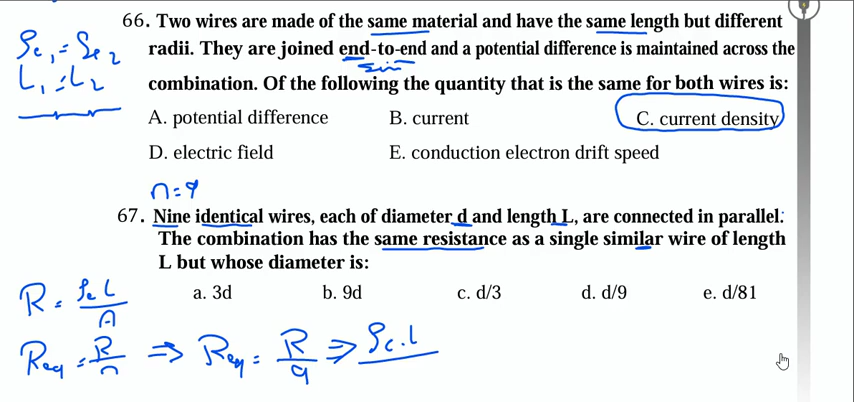 66. Two wires are made of the same material and have the same length but different
radii. They are joined end-to-end and a potential difference is maintained across the
combination. Of the following the quantity that is the same for both wires is:
A. potential difference B. current C. current density
D. electric field E. conduction electron drift speed
L₁ = L₂
n=9
67. Nine identical wires, each of diameter d and length L, are connected in parallel.
The combination has the same resistance as a single similar wire of length
L but whose diameter is:
a. 3d b. 9d c. d/3 d. d/9 e. d/81
Req = R/n ⇒ Req = R/9 ⇒